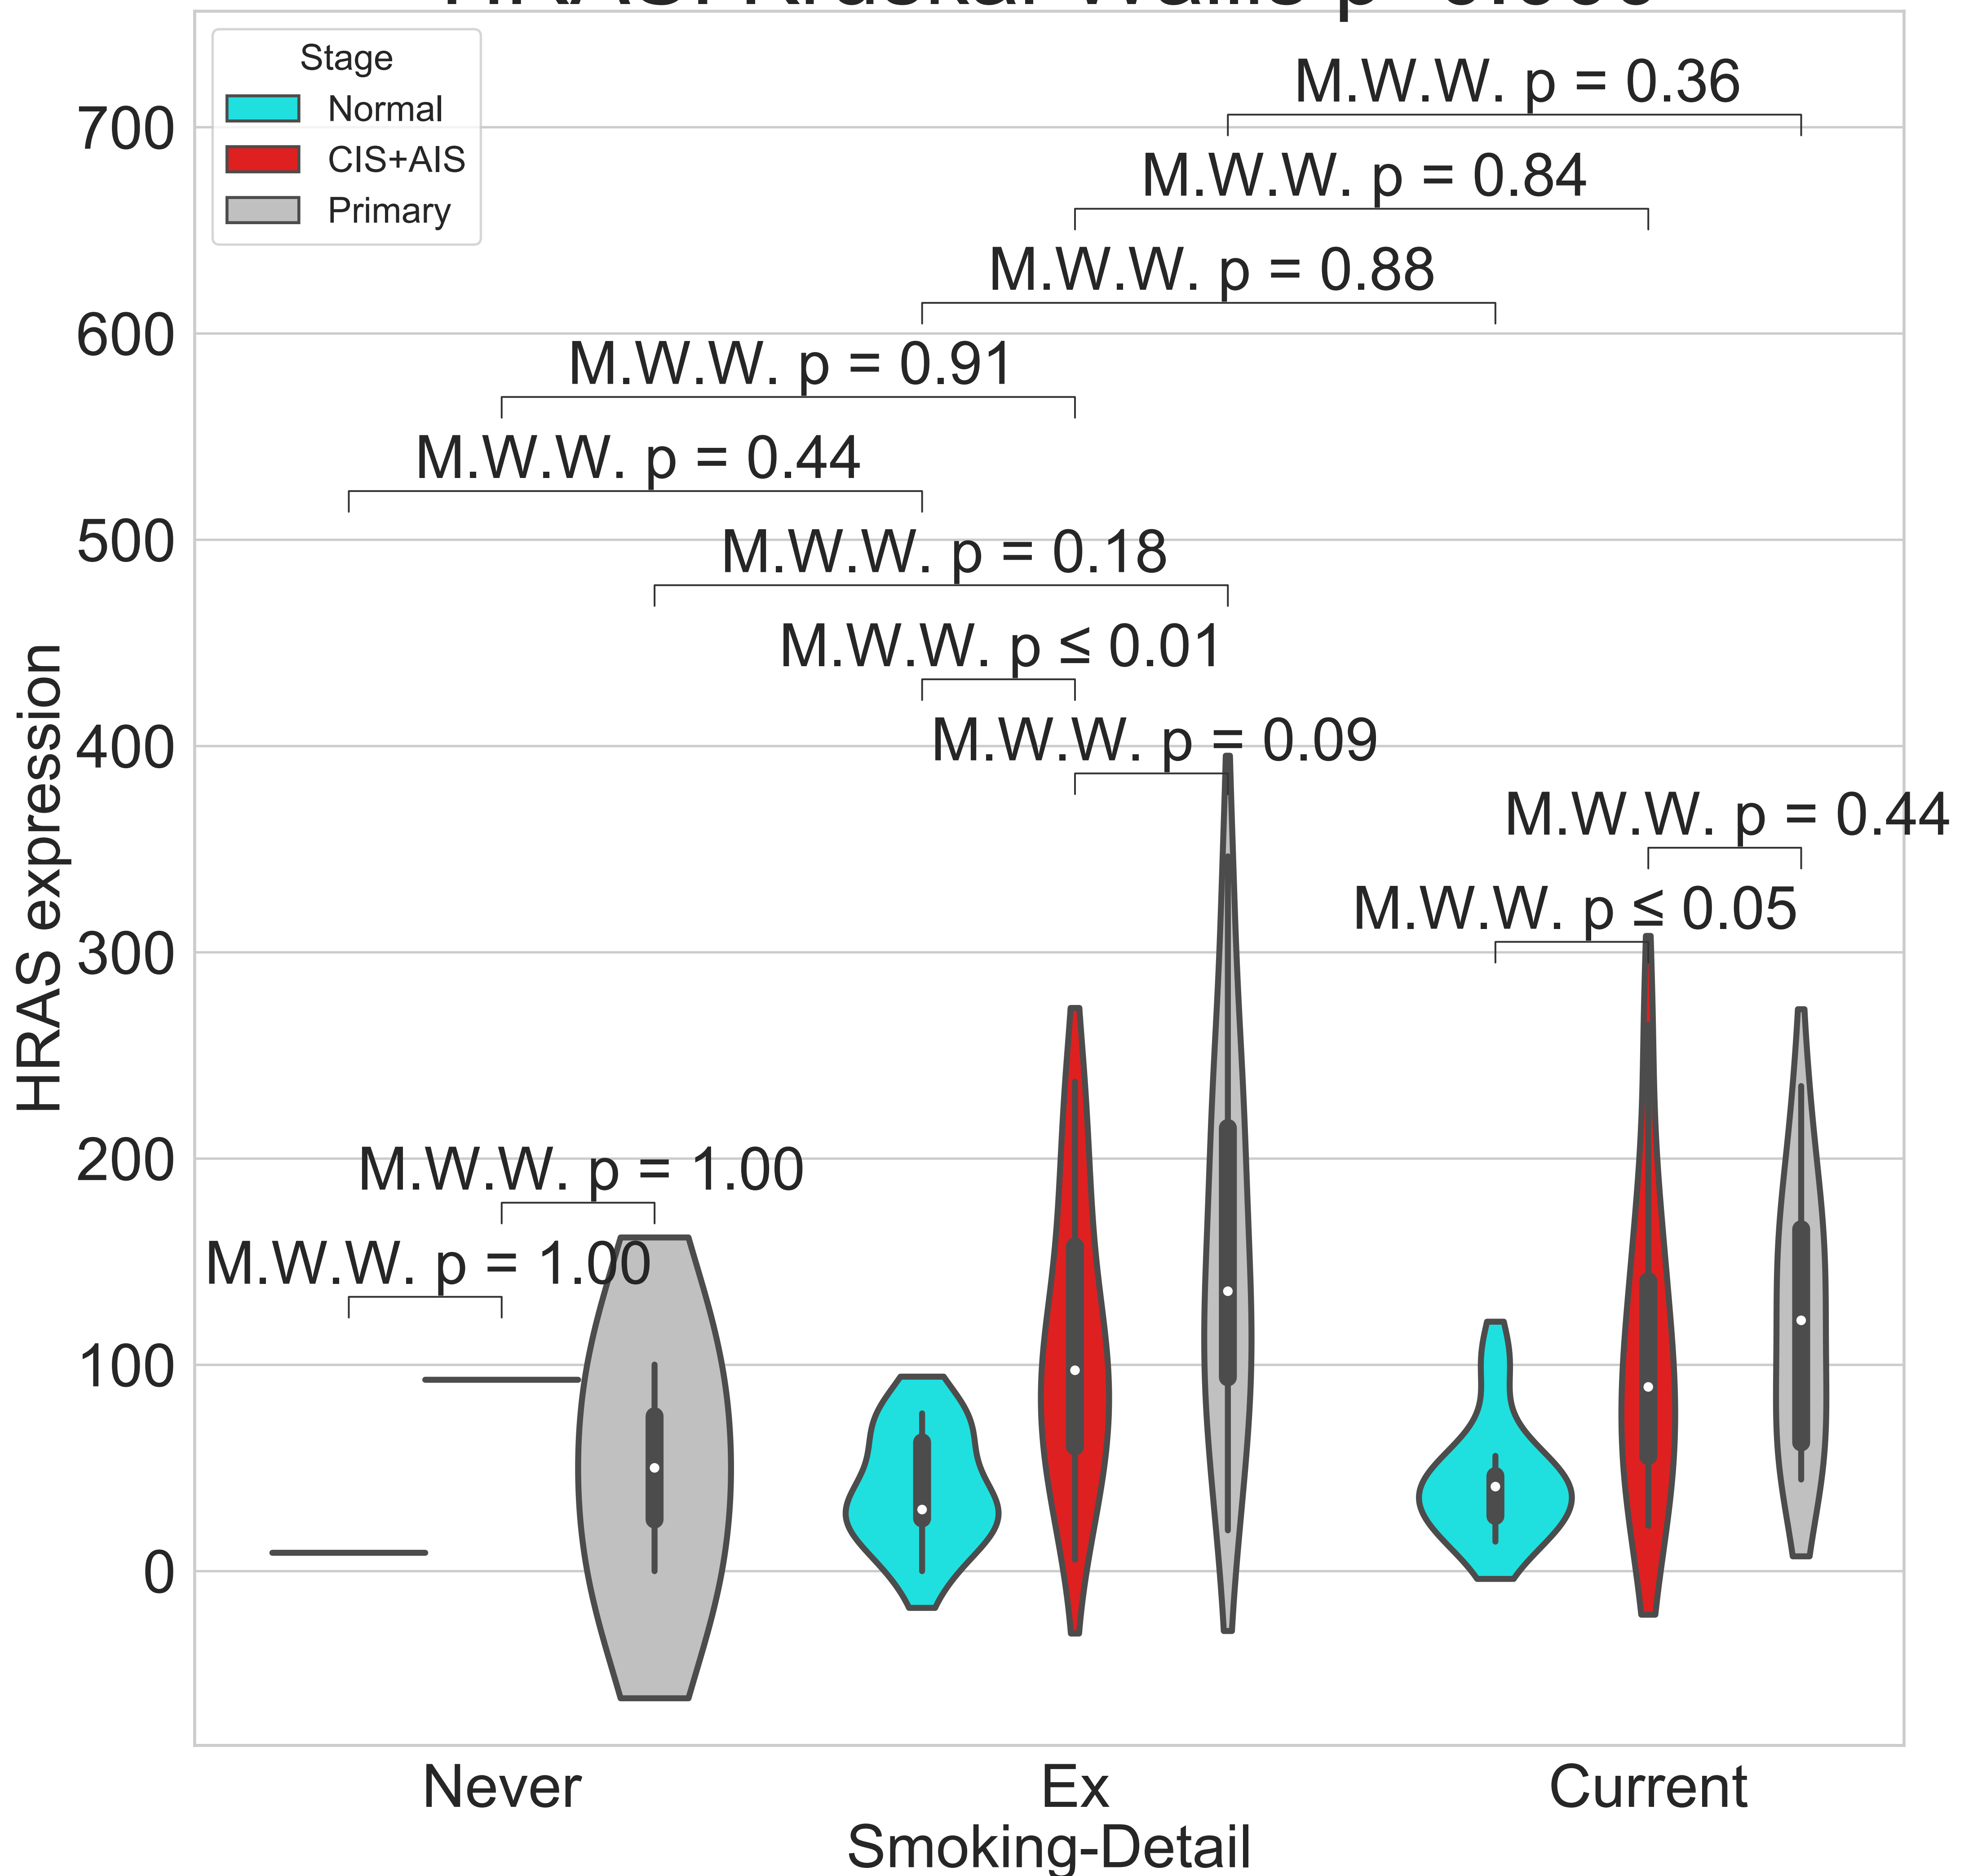 Stage
Normal
CIS+AIS
Primary
M.W.W. p = 0.36
M.W.W. p = 0.84
M.W.W. p = 0.88
M.W.W. p = 0.91
M.W.W. p = 0.44
M.W.W. p = 0.18
M.W.W. p ≤ 0.01
M.W.W. p = 0.09
M.W.W. p = 0.44
M.W.W. p ≤ 0.05
M.W.W. p = 1.00
M.W.W. p = 1.00
700
600
500
400
300
200
100
0
HRAS expression
Never
Ex
Current
Smoking-Detail